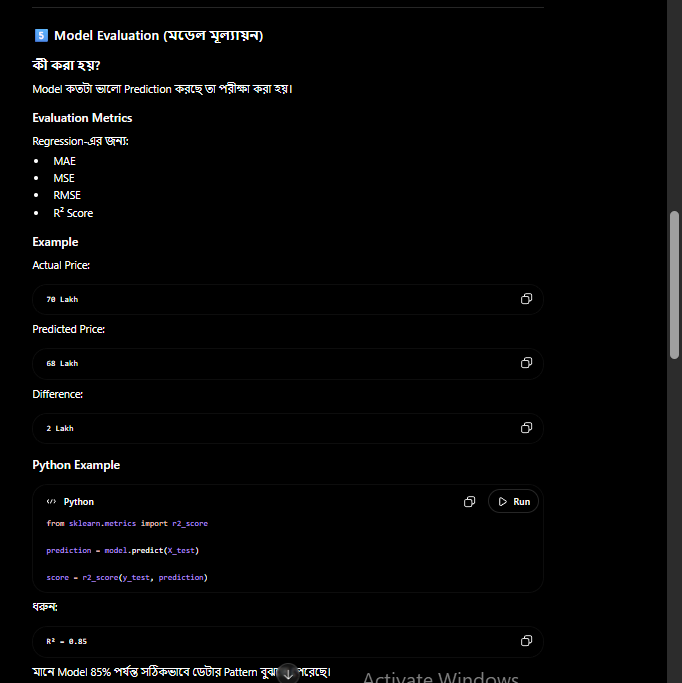 5 Model Evaluation (মডেল মূল্যায়ন)
কী করা হয়?
Model কতটা ভালো Prediction করছে তা পরীক্ষা করা হয়।
Evaluation Metrics
Regression-এর জন্য:
• MAE
• MSE
• RMSE
• R² Score
Example
Actual Price:
70 Lakh
Predicted Price:
68 Lakh
Difference:
2 Lakh
Python Example
</> Python Run
from sklearn.metrics import r2_score
prediction = model.predict(X_test)
score = r2_score(y_test, prediction)
ধরুন:
R² = 0.85
মানে Model 85% পর্যন্ত সঠিকভাবে ডেটার Pattern
Activate Windows